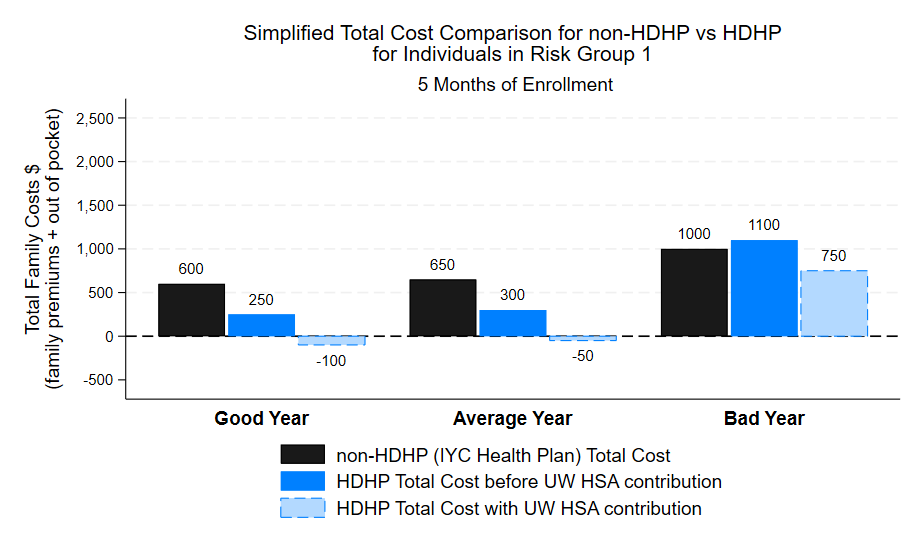 Simplified Total Cost Comparison for non-HDHP vs HDHP
for Individuals in Risk Group 1
5 Months of Enrollment
Total Family Costs $
(family premiums + out of pocket)
2,500
2,000
1,500
1,000
500
0
-500
600
250
-100
650
300
-50
1000
1100
750
Good Year
Average Year
Bad Year
non-HDHP (IYC Health Plan) Total Cost
HDHP Total Cost before UW HSA contribution
HDHP Total Cost with UW HSA contribution